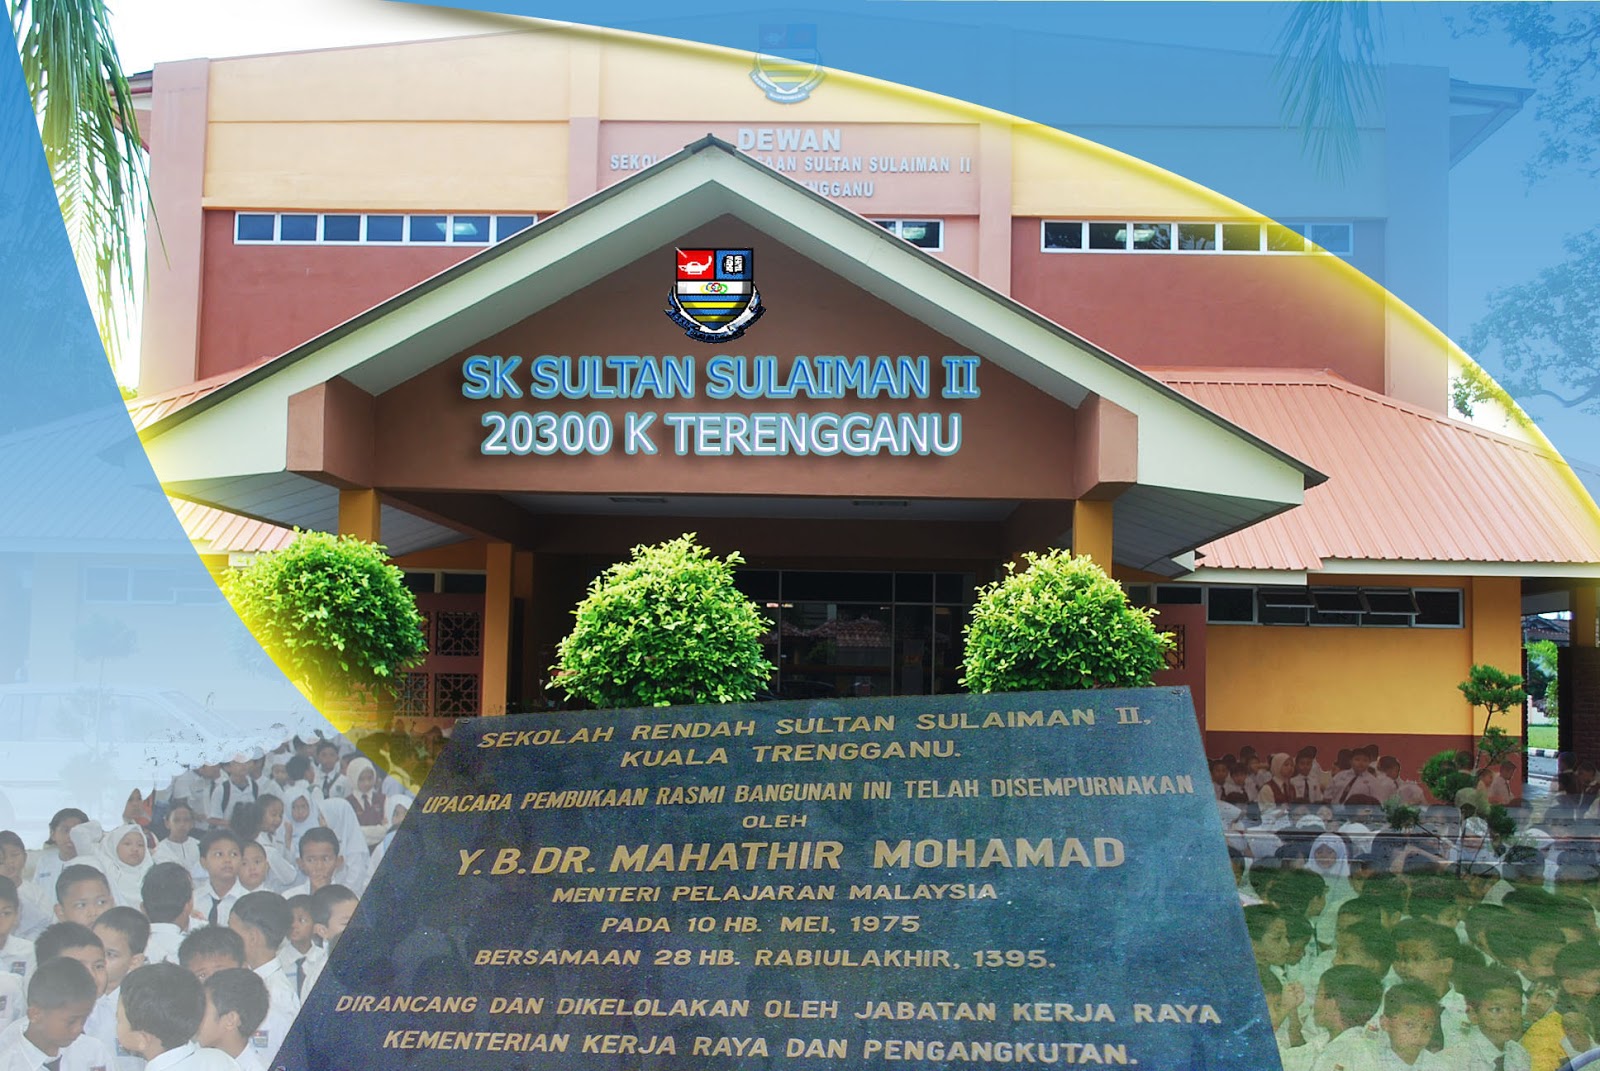 DEWAN
SULTAN SULAIMAN II
SK SULTAN SULAIMAN II
20300 K TERENGGANU
SEKOLAH RENDAH SULTAN SULAIMAN II,
KUALA TRENGGANU.
UPACARA PEMBUKAAN RASMI BANGUNAN INI TELAH DISEMPURNAKAN
OLEH
Y.B.DR. MAHATHIR MOHAMAD
MENTERI PELAJARAN MALAYSIA
PADA 10 HB. MEI, 1975
BERSAMAAN 28 HB. RABIULAKHIR, 1395.
DIRANCANG DAN DIKELOLAKAN OLEH JABATAN KERJA RAYA
KEMENTERIAN KERJA RAYA DAN PENGANGKUTAN.